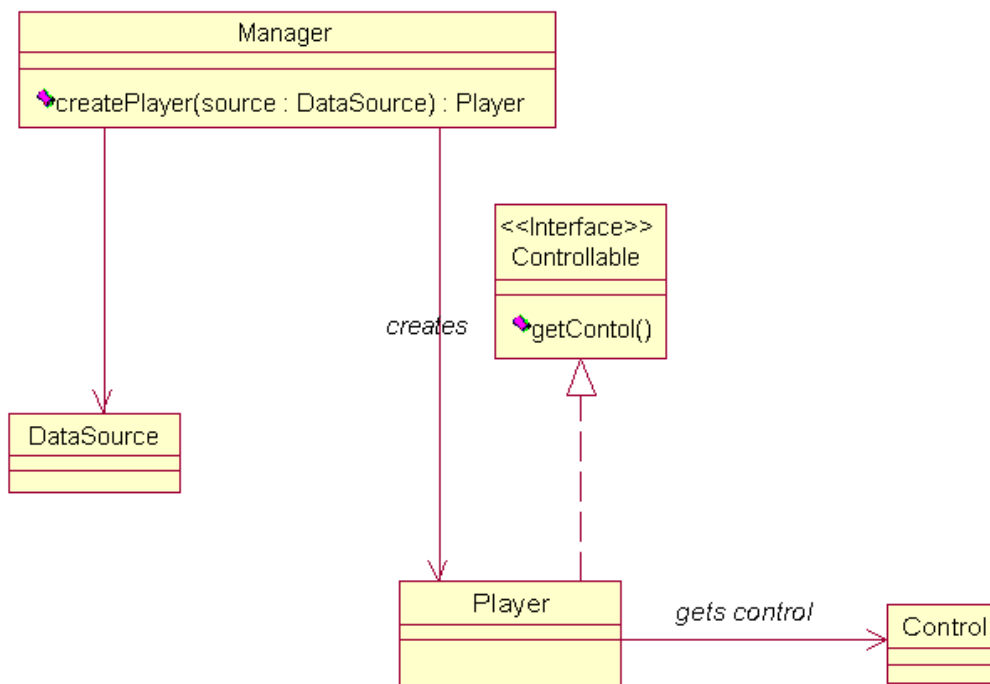 Manager
createPlayer(source : DataSource) : Player
<<Interface>>
Controllable
getContol()
creates
DataSource
Player
gets control
Control